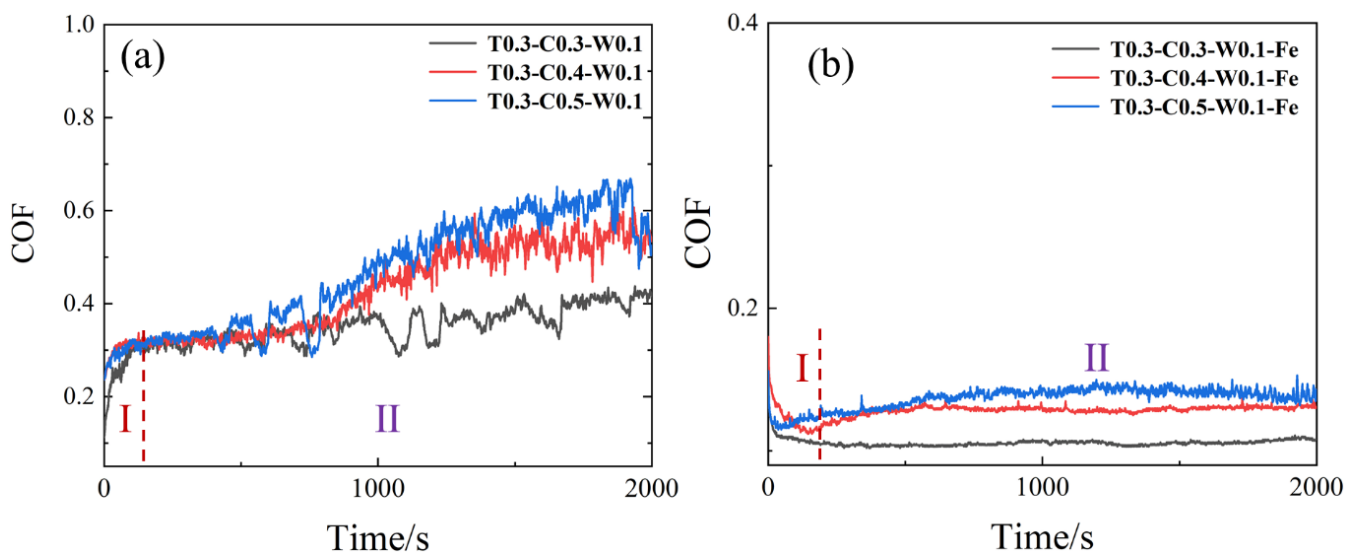 (a)
T0.3-C0.3-W0.1
T0.3-C0.4-W0.1
T0.3-C0.5-W0.1
1.0
0.8
0.6
0.4
0.2
COF
I
II
0
1000
2000
Time/s
(b)
T0.3-C0.3-W0.1-Fe
T0.3-C0.4-W0.1-Fe
T0.3-C0.5-W0.1-Fe
0.4
0.2
COF
I
II
0
1000
2000
Time/s